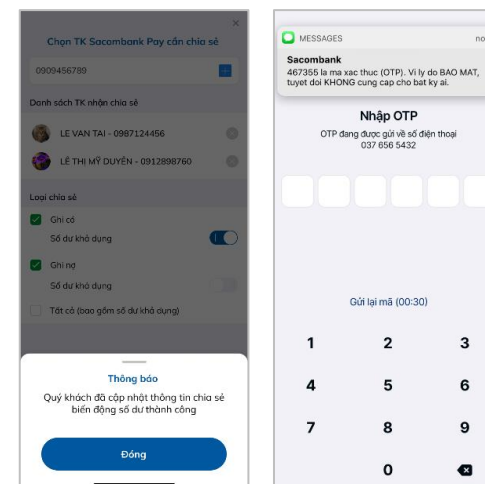 Chọn TK Sacombank Pay cần chia sẻ
0909456789
Danh sách TK nhận chia sẻ
LE VAN TAI - 0987124456
LÊ THỊ MỸ DUYÊN - 0912898760
Loại chia sẻ
Ghi có
Số dư khả dụng
Ghi nợ
Số dư khả dụng
Tất cả (bao gồm số dư khả dụng)
Thông báo
Quý khách đã cập nhật thông tin chia sẻ
biến động số dư thành công
Đóng
MESSAGES no
Sacombank
467355 la ma xac thuc (OTP). Vi ly do BAO MAT,
tuyet doi KHONG cung cap cho bat ky ai.
Nhập OTP
OTP đang được gửi về số điện thoại
037 656 5432
Gửi lại mã (00:30)
1 2 3
4 5 6
7 8 9
0